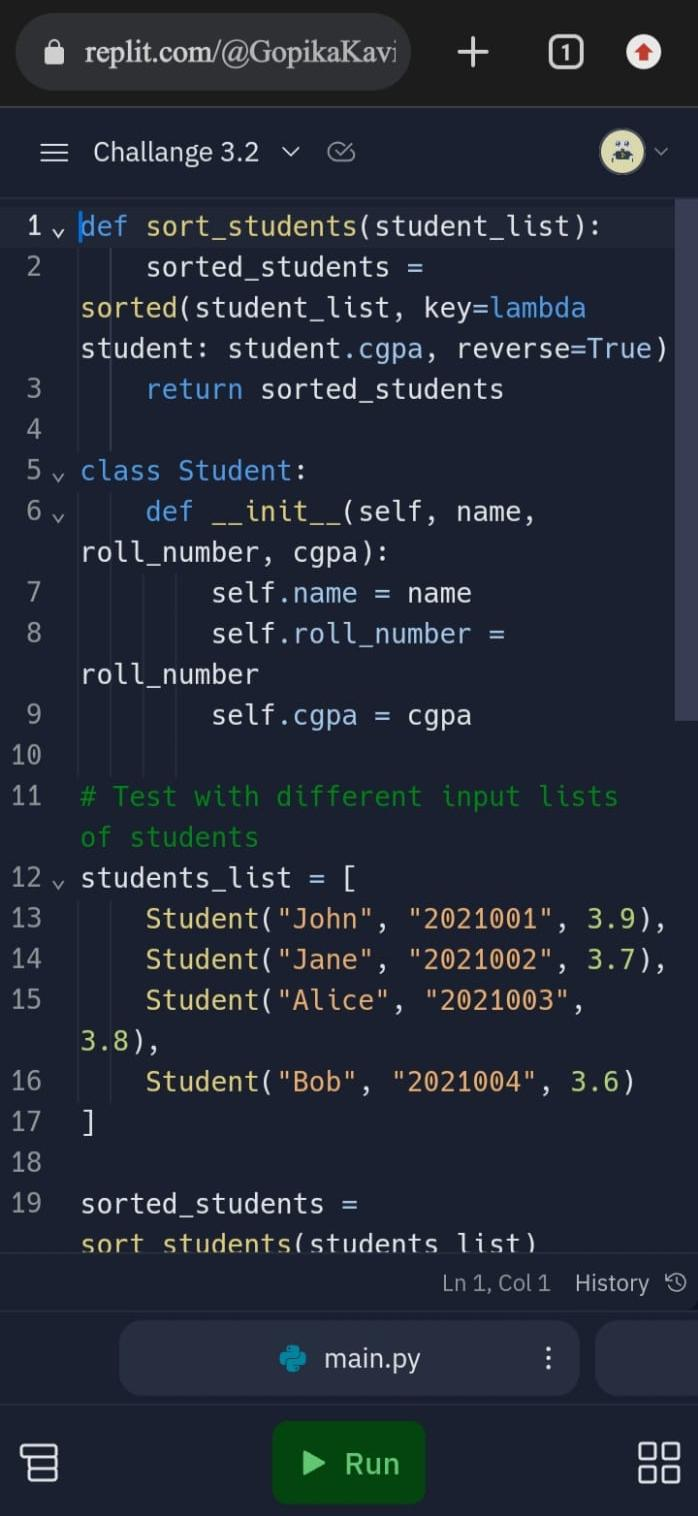 replit.com/@GopikaKavi
1
Challange 3.2
1 def sort_students(student_list):
2     sorted_students =
sorted(student_list, key=lambda
student: student.cgpa, reverse=True)
3     return sorted_students
4
5 class Student:
6     def __init__(self, name,
roll_number, cgpa):
7         self.name = name
8         self.roll_number =
roll_number
9         self.cgpa = cgpa
10
11 # Test with different input lists
of students
12 students_list = [
13     Student("John", "2021001", 3.9),
14     Student("Jane", "2021002", 3.7),
15     Student("Alice", "2021003",
3.8),
16     Student("Bob", "2021004", 3.6)
17 ]
18
19 sorted_students =
sort_students(students_list)
Ln 1, Col 1 History
main.py
Run